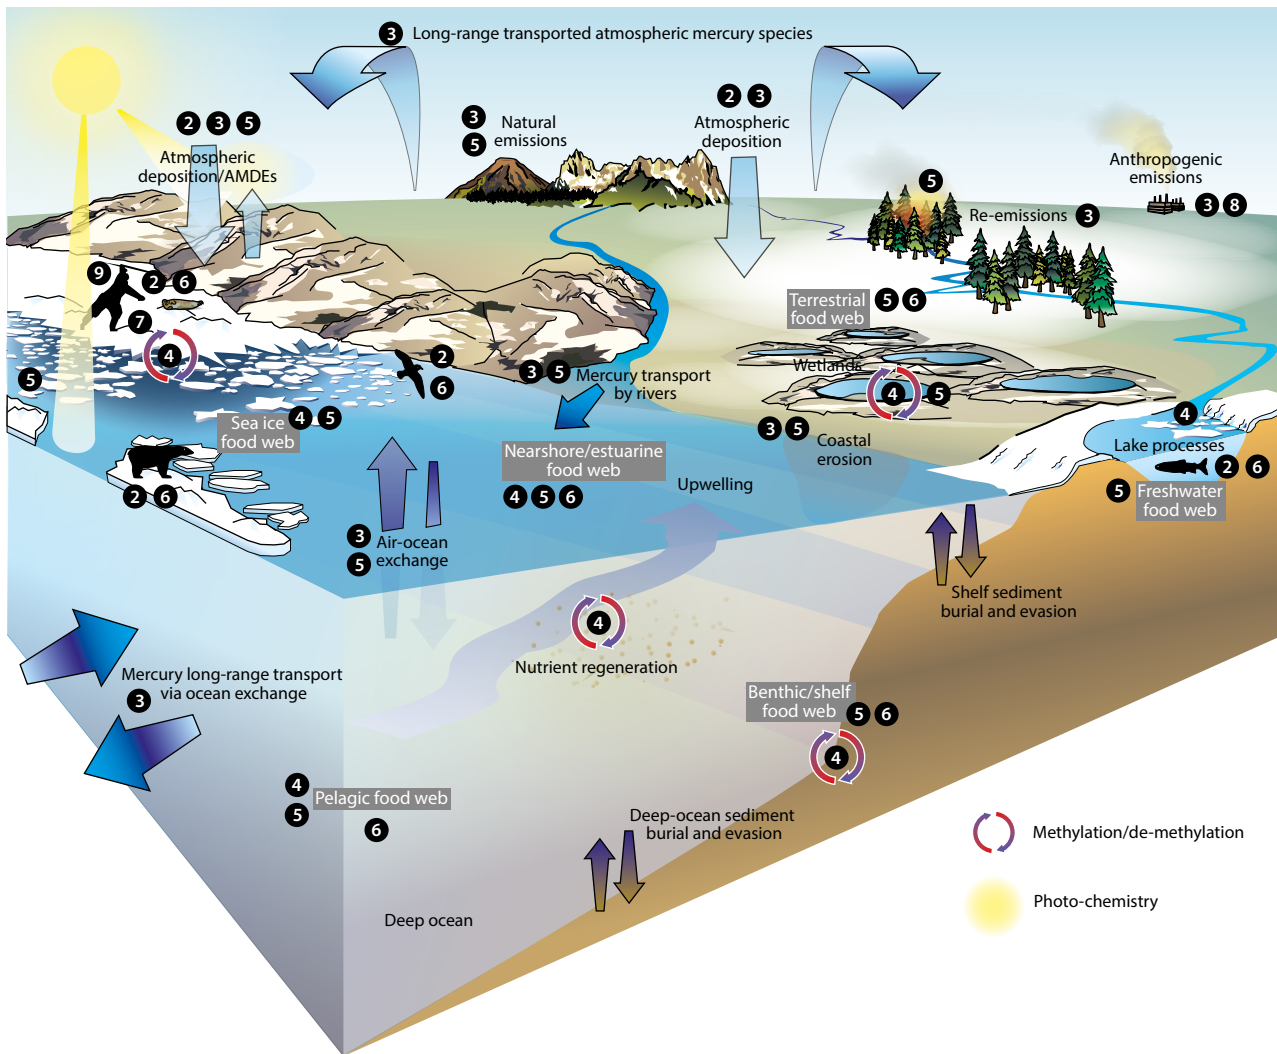 3 Long-range transported atmospheric mercury species
2 3 5
Atmospheric
deposition/AMDEs
3
5
Natural
emissions
2 3
Atmospheric
deposition
5
Anthropogenic
emissions
3 8
Re-emissions 3
9
2 6
7
4
5
Terrestrial
food web
5 6
2
6
3 5
Mercury transport
by rivers
Wetlands
4 5
Sea ice
food web
4 5
3 5
Coastal
erosion
4
Lake processes
2 6
5
Freshwater
food web
Nearshore/estuarine
food web
4 5 6
2 6
Upwelling
3
5
Air-ocean
exchange
Shelf sediment
burial and evasion
4
Nutrient regeneration
Mercury long-range transport
via ocean exchange
3
Benthic/shelf
food web
5 6
4
4
5
Pelagic food web
6
Deep-ocean sediment
burial and evasion
Deep ocean
Methylation/de-methylation
Photo-chemistry